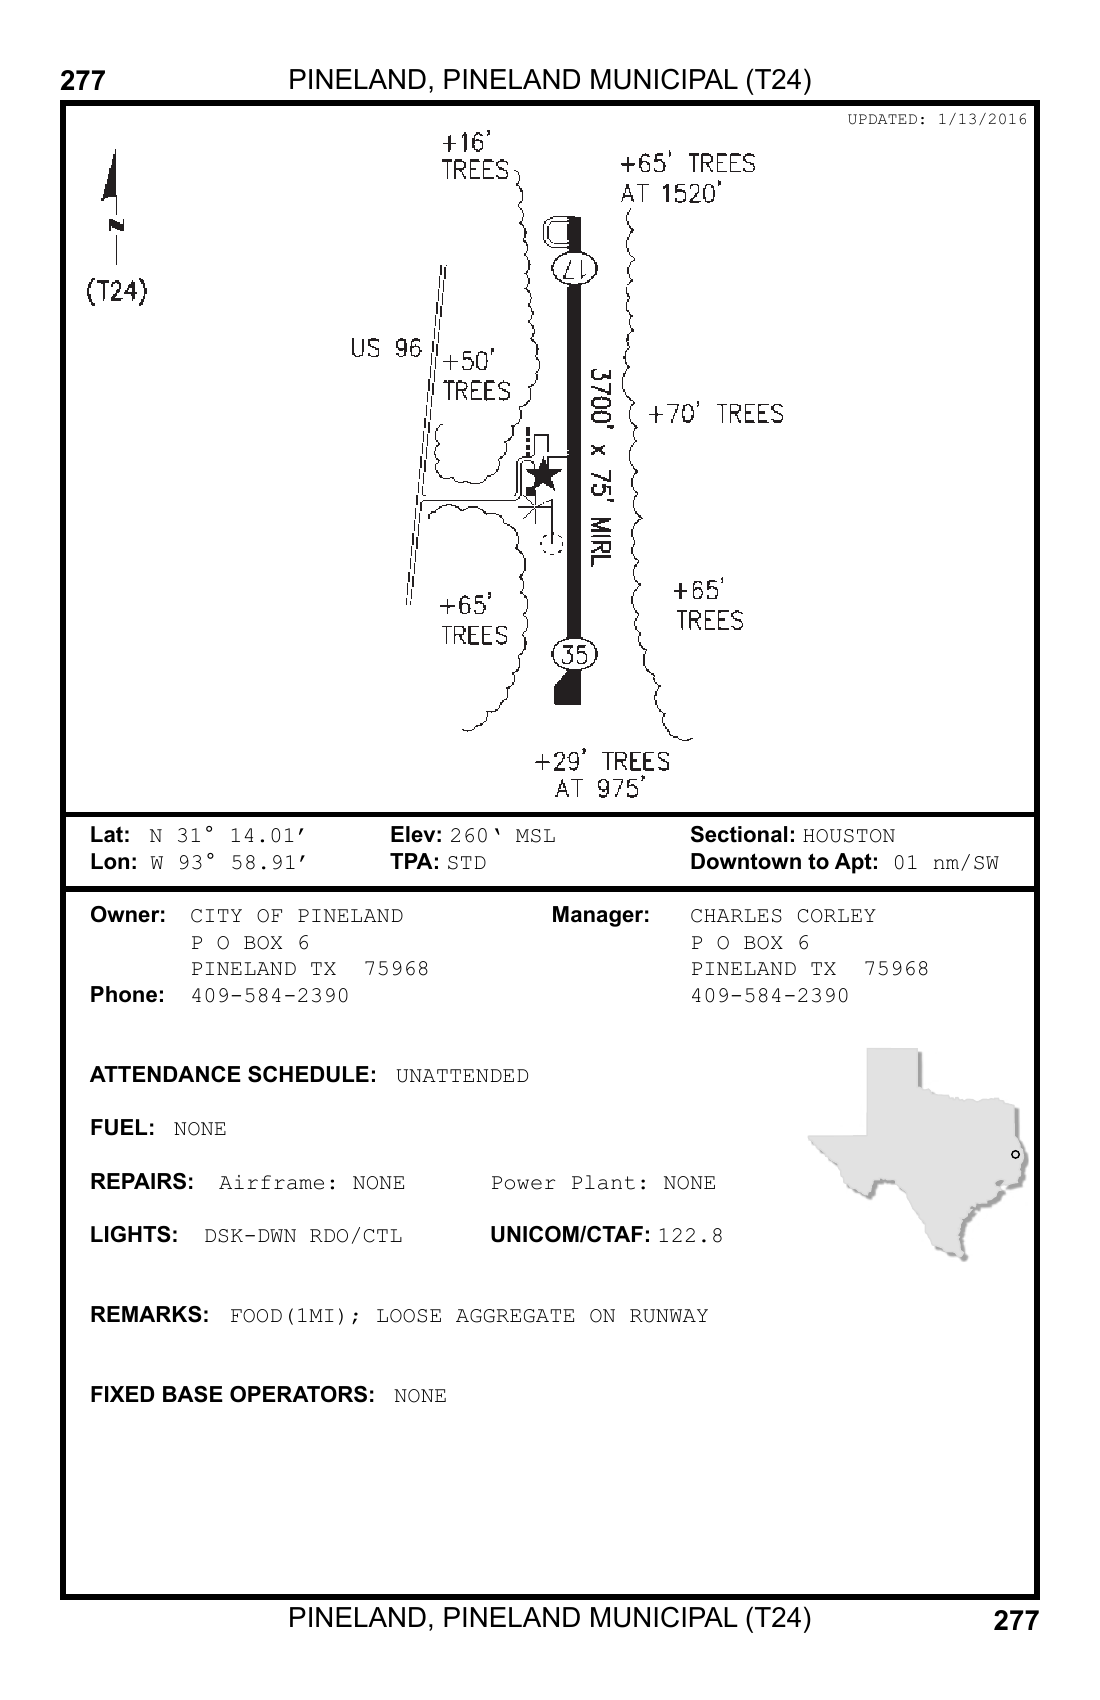 277 PINELAND, PINELAND MUNICIPAL (T24)
UPDATED: 1/13/2016
+16'
TREES
+65' TREES
AT 1520'
N
(T24)
17
US 96
+50'
TREES
3700' x 75' MIRL
+70' TREES
+65'
TREES
+65'
TREES
35
+29' TREES
AT 975'
Lat: N 31° 14.01′ Elev: 260‘ MSL Sectional: HOUSTON
Lon: W 93° 58.91′ TPA: STD Downtown to Apt: 01 nm/SW
Owner: CITY OF PINELAND Manager: CHARLES CORLEY
P O BOX 6 P O BOX 6
PINELAND TX 75968 PINELAND TX 75968
Phone: 409-584-2390 409-584-2390
ATTENDANCE SCHEDULE: UNATTENDED
FUEL: NONE
REPAIRS: Airframe: NONE Power Plant: NONE
LIGHTS: DSK-DWN RDO/CTL UNICOM/CTAF: 122.8
REMARKS: FOOD(1MI); LOOSE AGGREGATE ON RUNWAY
FIXED BASE OPERATORS: NONE
PINELAND, PINELAND MUNICIPAL (T24) 277